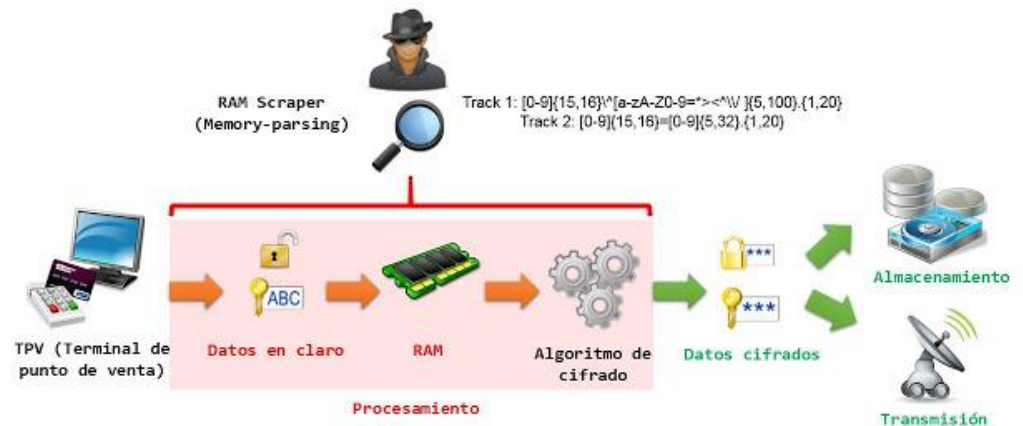 RAM Scraper
(Memory-parsing)
Track 1: [0-9]{15,16}\^[a-zA-Z0-9=*><^\\/ ]{5,100}.{1,20}
Track 2: [0-9]{15,16}=[0-9]{5,32}.{1,20}
TPV (Terminal de
punto de venta)
ABC
Datos en claro
RAM
Algoritmo de
cifrado
***
***
Datos cifrados
Almacenamiento
Transmisión
Procesamiento